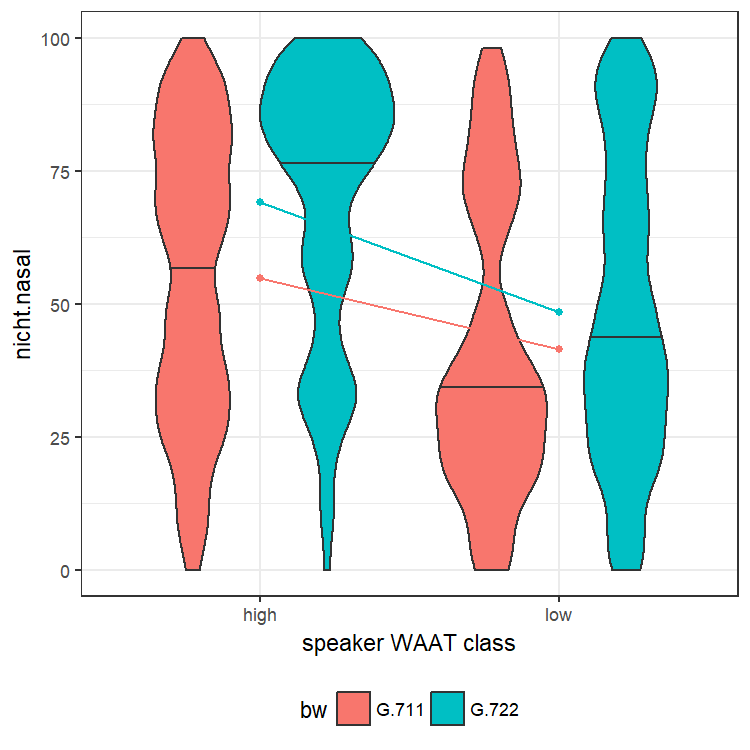 100
75
50
25
0
nicht.nasal
high low
speaker WAAT class
bw G.711 G.722